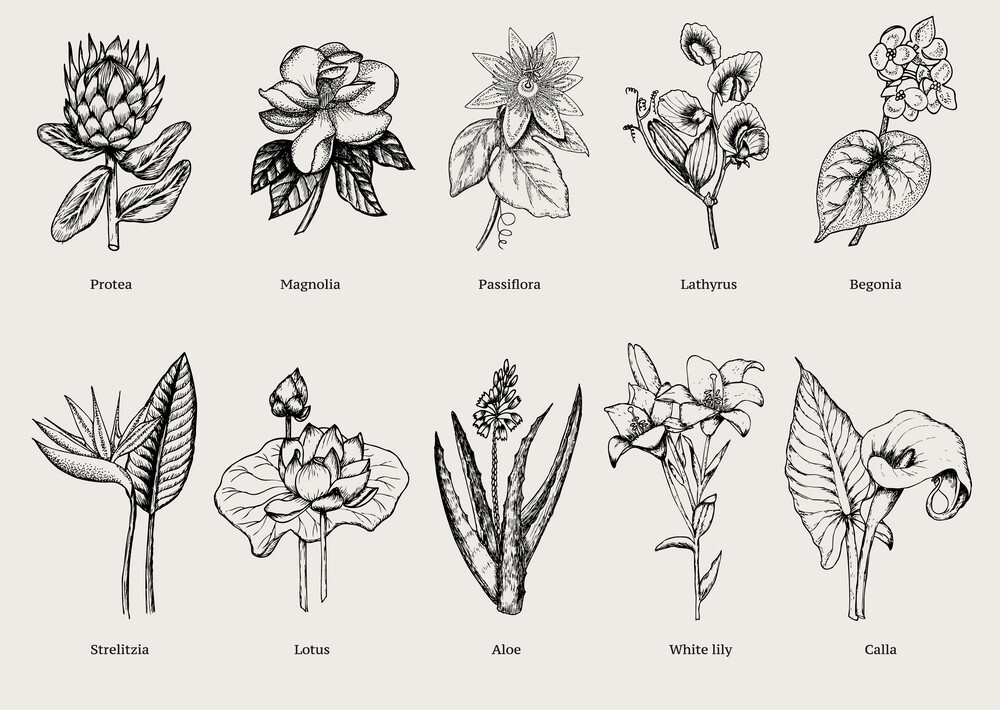 Protea
Magnolia
Passiflora
Lathyrus
Begonia
Strelitzia
Lotus
Aloe
White lily
Calla